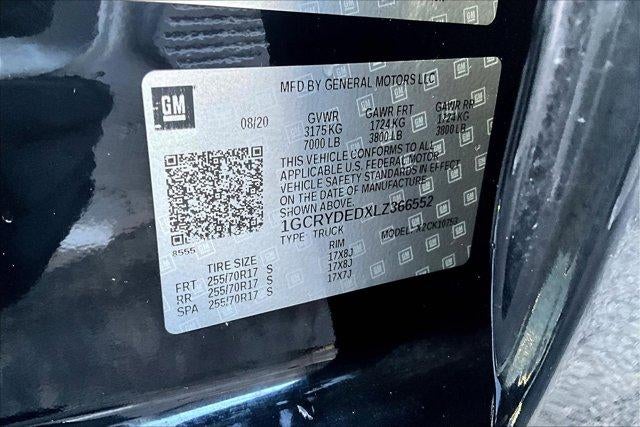 MFD BY GENERAL MOTORS LLC
GM
08/20
GVWR GAWR FRT GAWR RR
3175 KG 1724 KG 1724 KG
7000 LB 3800 LB 3800 LB
THIS VEHICLE CONFORMS TO ALL
APPLICABLE U.S. FEDERAL MOTOR
VEHICLE SAFETY STANDARDS IN EFFECT
ON THE DATE OF MANUFACTURE
SHOWN ABOVE.
1GCRYDEDXLZ366552
TYPE: TRUCK MODEL:
8555
TIRE SIZE RIM
FRT 255/70R17 S 17X8J
RR 255/70R17 S 17X8J
SPA 255/70R17 S 17X7J